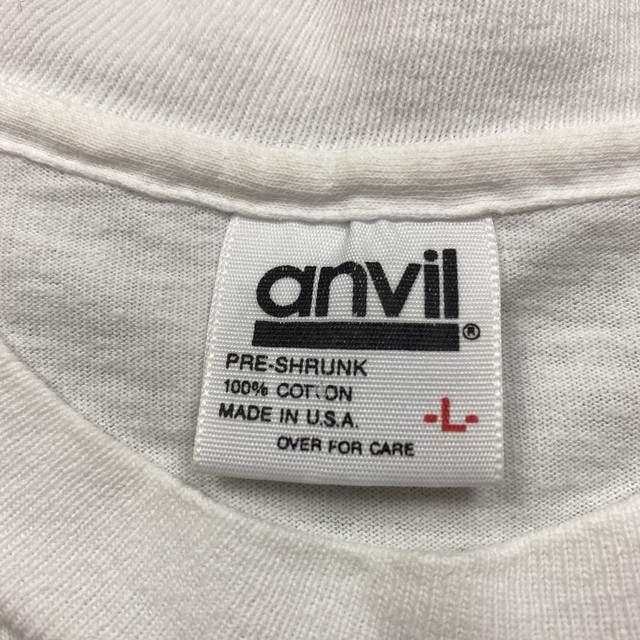 anvil®
PRE-SHRUNK
100% COTTON
MADE IN U.S.A.
-L-
OVER FOR CARE